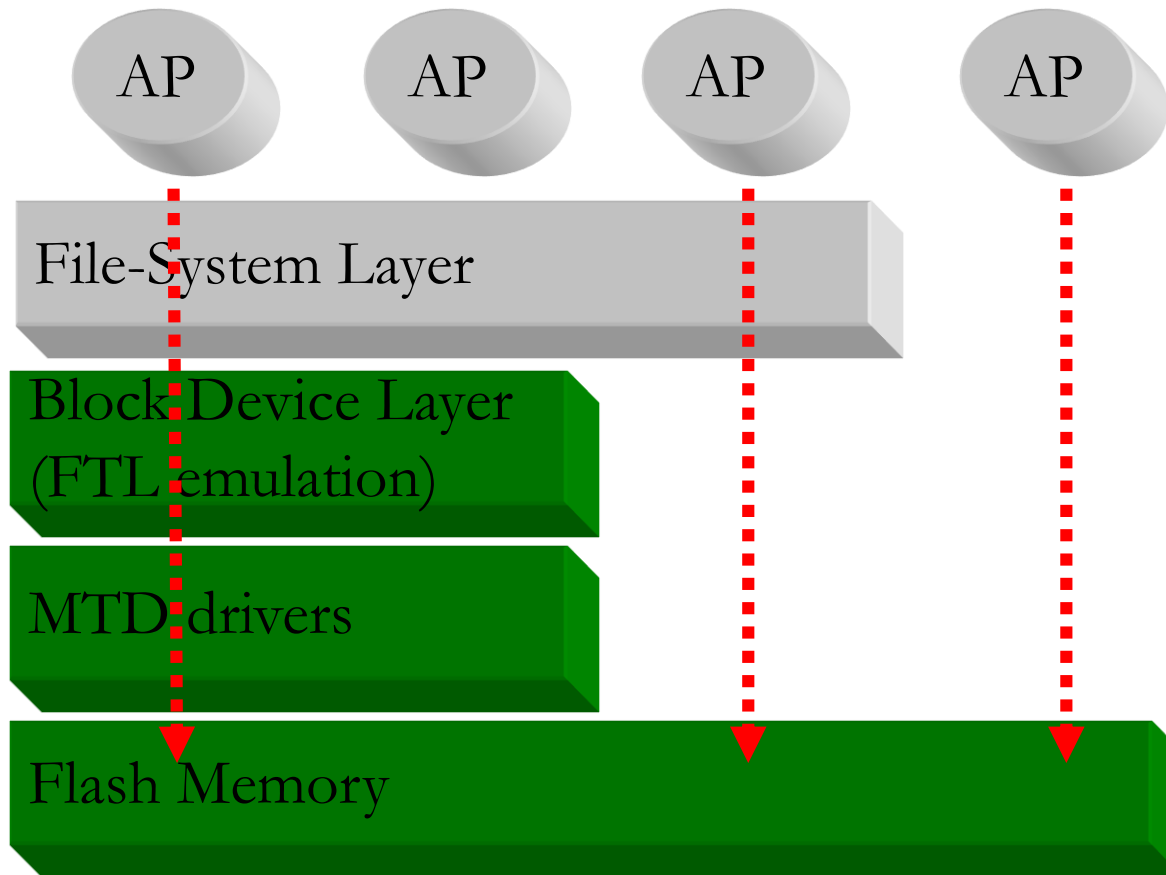 AP
AP
AP
AP
File-System Layer
Block Device Layer
(FTL emulation)
MTD drivers
Flash Memory